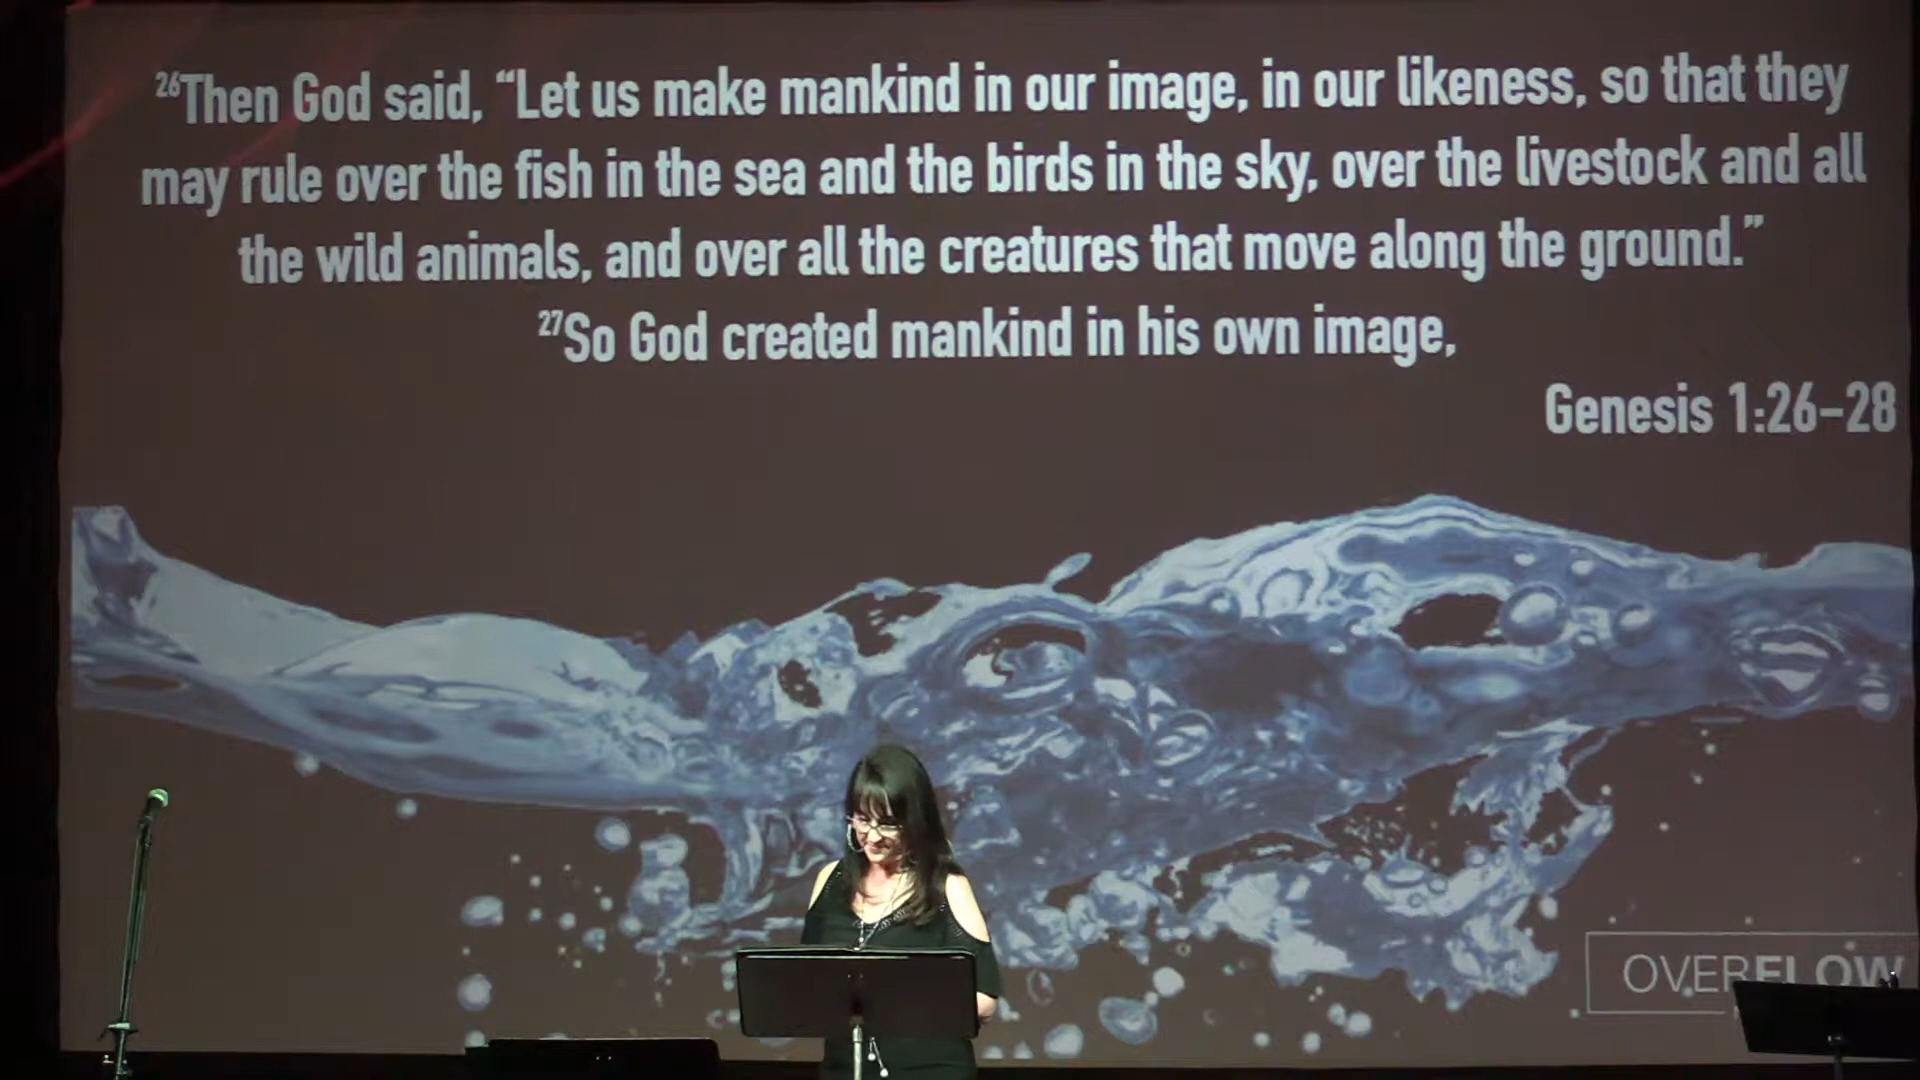 26Then God said, “Let us make mankind in our image, in our likeness, so that they
may rule over the fish in the sea and the birds in the sky, over the livestock and all
the wild animals, and over all the creatures that move along the ground.”
27So God created mankind in his own image,
Genesis 1:26–28
OVERFLOW